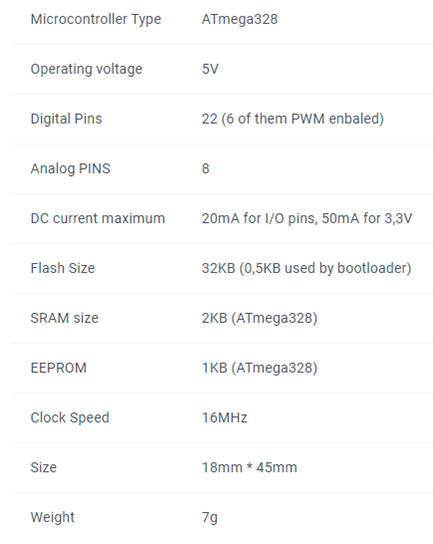 Microcontroller Type ATmega328
Operating voltage 5V
Digital Pins 22 (6 of them PWM enbaled)
Analog PINS 8
DC current maximum 20mA for I/O pins, 50mA for 3,3V
Flash Size 32KB (0,5KB used by bootloader)
SRAM size 2KB (ATmega328)
EEPROM 1KB (ATmega328)
Clock Speed 16MHz
Size 18mm * 45mm
Weight 7g